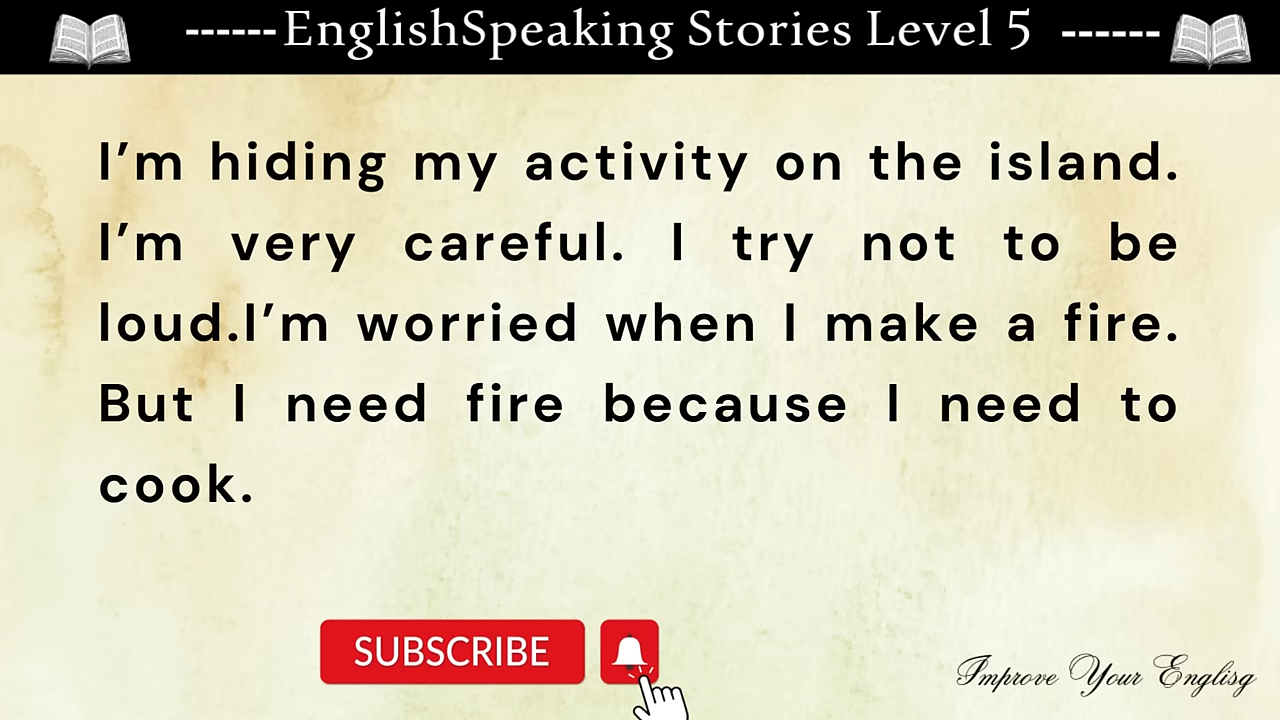 ------EnglishSpeaking Stories Level 5 ------
I’m hiding my activity on the island.
I’m very careful. I try not to be
loud.I’m worried when I make a fire.
But I need fire because I need to
cook.
SUBSCRIBE
Improve Your Englisg